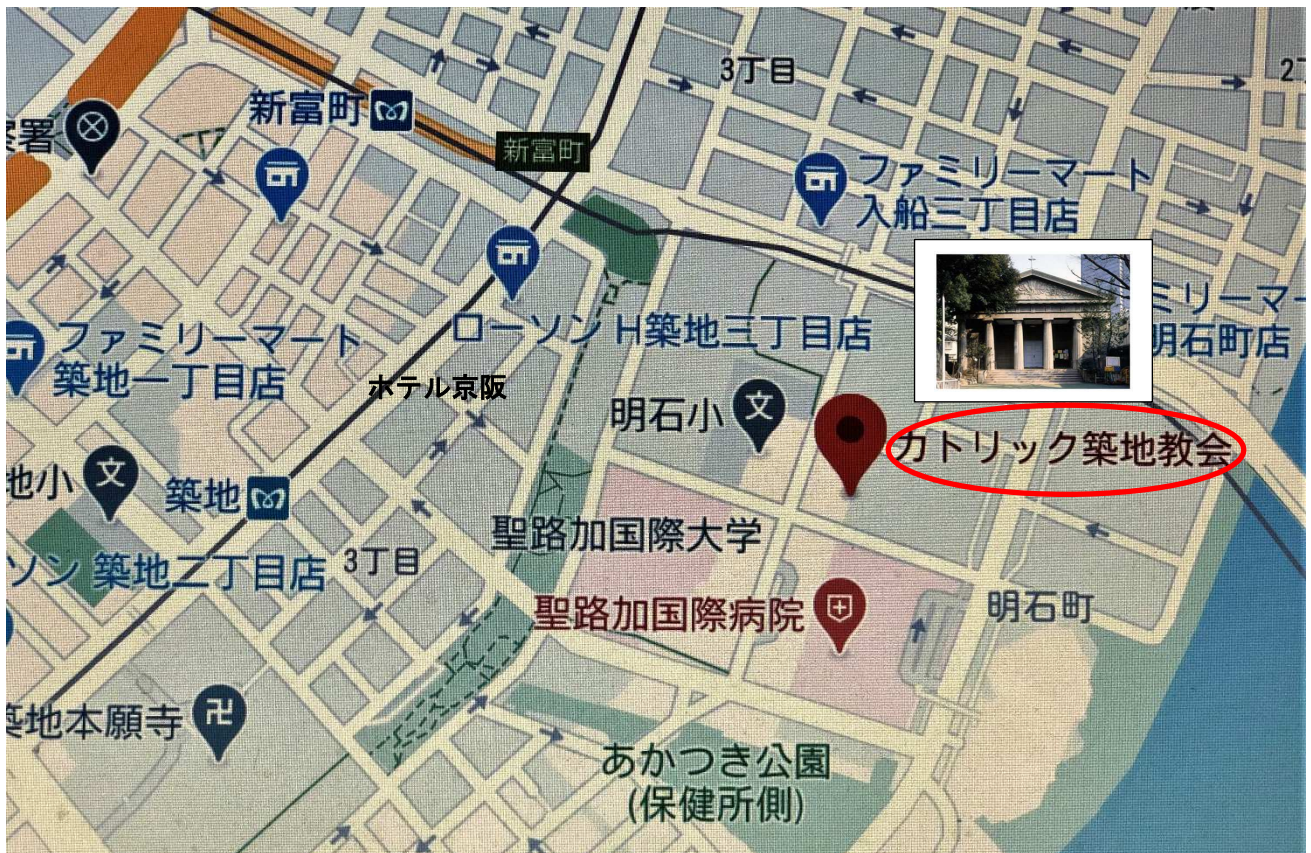 3丁目
新富町
署
新富町
ファミリーマート
入船三丁目店
ローソン H築地三丁目店
ファミリーマート
築地一丁目店
ホテル京阪
ミリーマー
明石町店
明石小
文
カトリック築地教会
地小
文
築地
聖路加国際大学
ソン 築地二丁目店
3丁目
聖路加国際病院
明石町
築地本願寺
卍
あかつき公園
(保健所側)